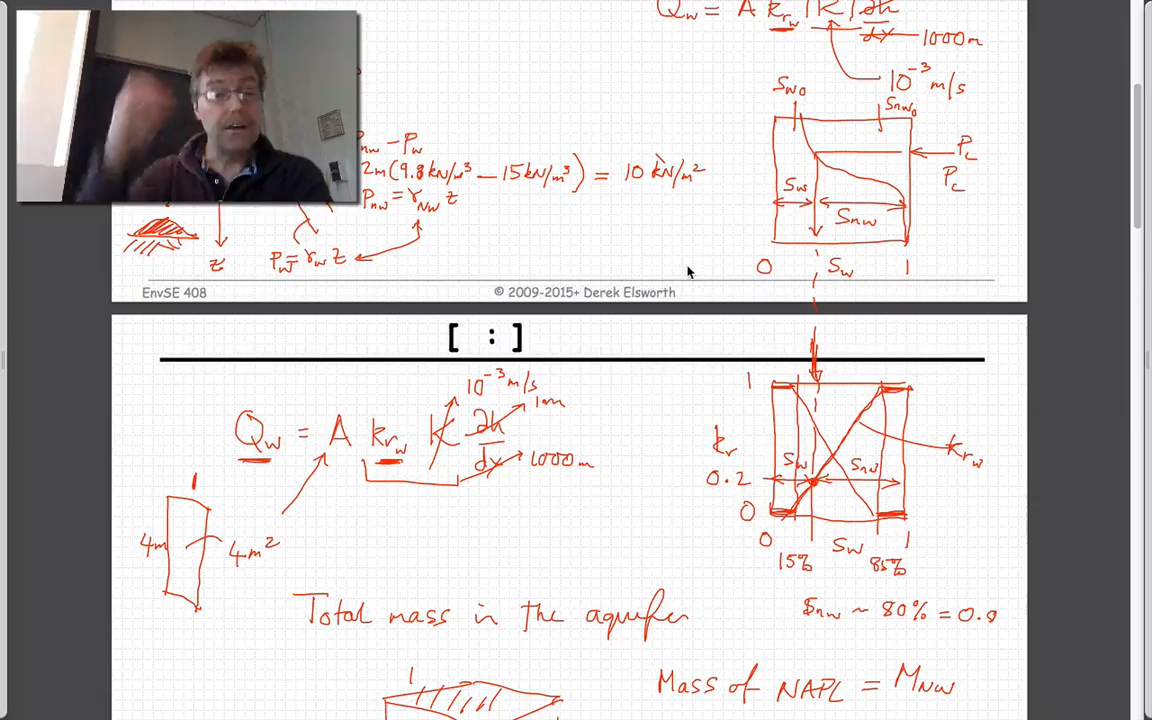 Qw = A krw K ∂h
dx 1000m
10⁻³ m/s
Swo Snwo
Pnw − Pw
2m(9.8kN/m³ − 15kN/m³) = 10 kN/m²
Pnw = γNW z
Pw = γw z
z
Pc
Pc
Sw Snw
0 Sw 1
EnvSE 408 © 2009-2015+ Derek Elsworth
[ : ]
10⁻³ m/s
1m
Qw = A krw K ∂h
dx 1000m
1
4m 4m²
1
kr Sw Snw krw
0.2
0
0 Sw 1
15% 85%
Total mass in the aquifer
Snw ~ 80% = 0.8
1
Mass of NAPL = MNW